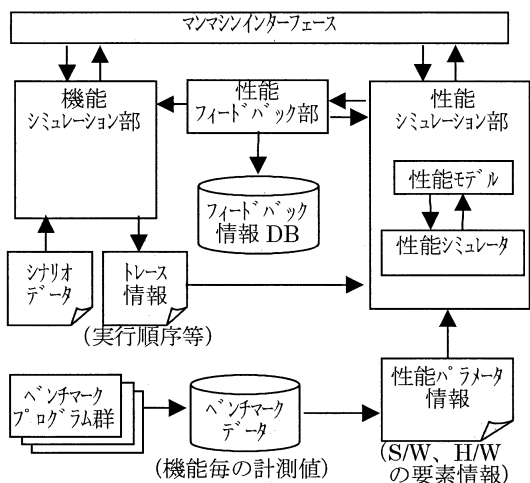 マンマシンインターフェース
機能
シミュレーション部
性能
フィードバック部
性能
シミュレーション部
フィードバック
情報 DB
性能モデル
性能シミュレータ
シナリオ
データ
トレース
情報
(実行順序等)
ベンチマーク
プログラム群
ベンチマーク
データ
(機能毎の計測値)
性能パラメータ
情報
(S/W、H/W
の要素情報)